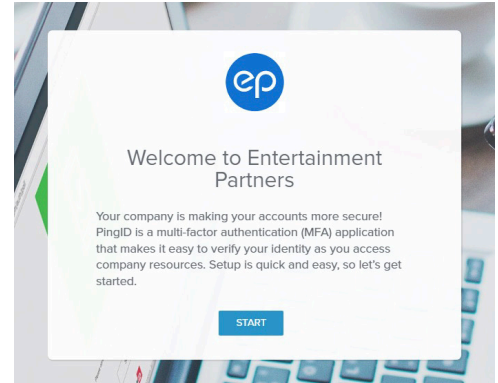 ep
Welcome to Entertainment
Partners
Your company is making your accounts more secure!
PingID is a multi-factor authentication (MFA) application
that makes it easy to verify your identity as you access
company resources. Setup is quick and easy, so let's get
started.
START